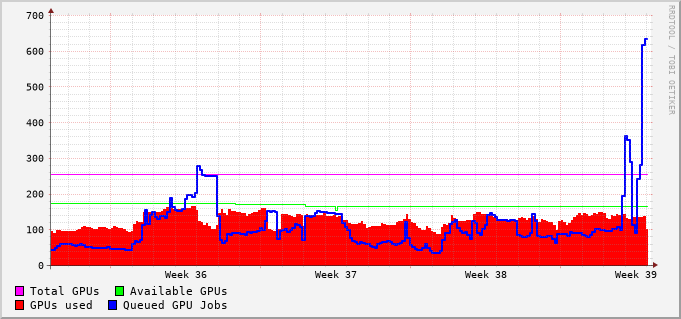 700
600
500
400
300
200
100
0
Week 36 Week 37 Week 38 Week 39
Total GPUs Available GPUs
GPUs used Queued GPU Jobs
RRDTOOL / TOBI OETIKER